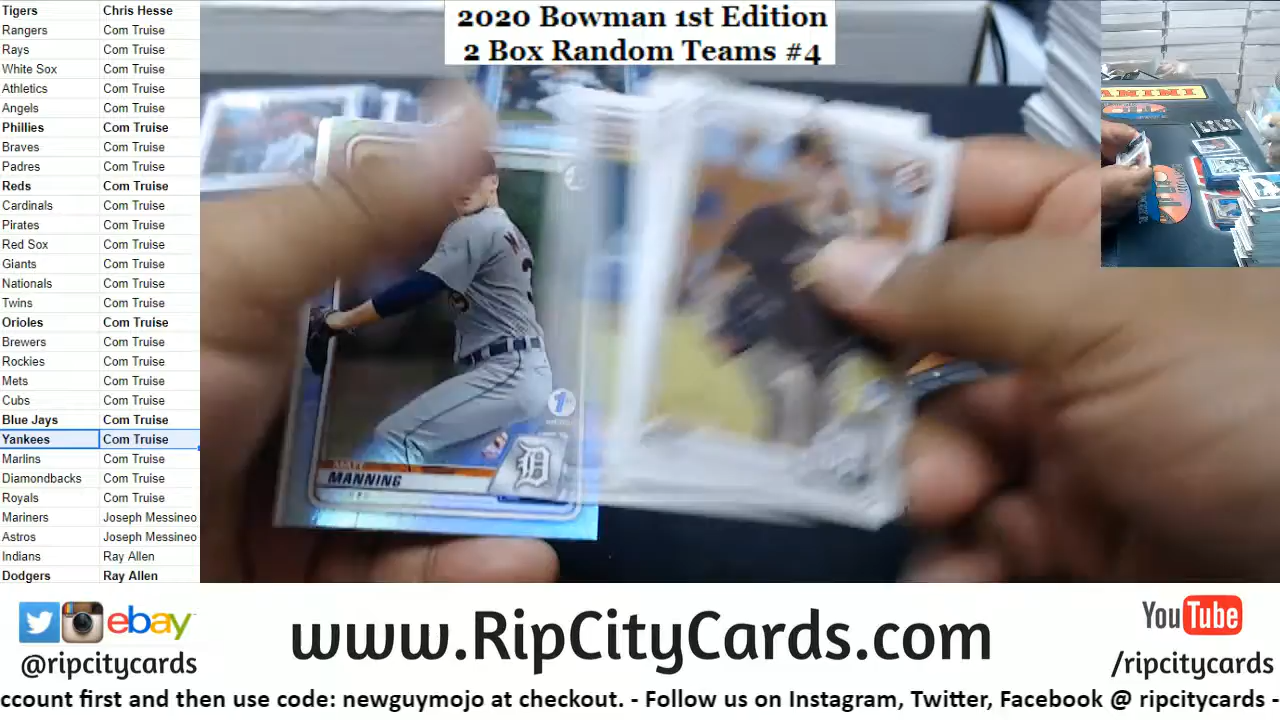 2020 Bowman 1st Edition
2 Box Random Teams #4
Tigers Chris Hesse
Rangers Com Truise
Rays Com Truise
White Sox Com Truise
Athletics Com Truise
Angels Com Truise
Phillies Com Truise
Braves Com Truise
Padres Com Truise
Reds Com Truise
Cardinals Com Truise
Pirates Com Truise
Red Sox Com Truise
Giants Com Truise
Nationals Com Truise
Twins Com Truise
Orioles Com Truise
Brewers Com Truise
Rockies Com Truise
Mets Com Truise
Cubs Com Truise
Blue Jays Com Truise
Yankees Com Truise
Marlins Com Truise
Diamondbacks Com Truise
Royals Com Truise
Mariners Joseph Messineo
Astros Joseph Messineo
Indians Ray Allen
Dodgers Ray Allen
MATT
MANNING
PANINI
ebay
@ripcitycards
www.RipCityCards.com
YouTube
/ripcitycards
ccount first and then use code: newguymojo at checkout. - Follow us on Instagram, Twitter, Facebook @ ripcitycards -